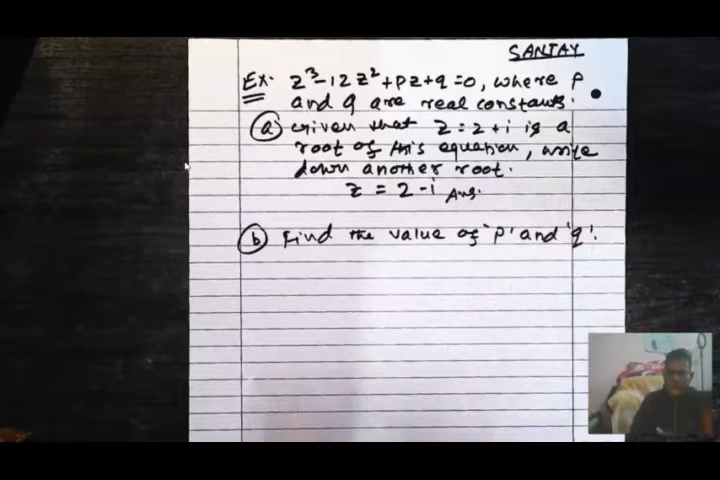 SANJAY
Ex. z³-12z²+pz+q=0, where p
and q are real constants.
(a) Given that z=2+i is a
root of this equation, write
down another root.
z = 2-i Ans.
(b) Find the value of 'p' and 'q'.